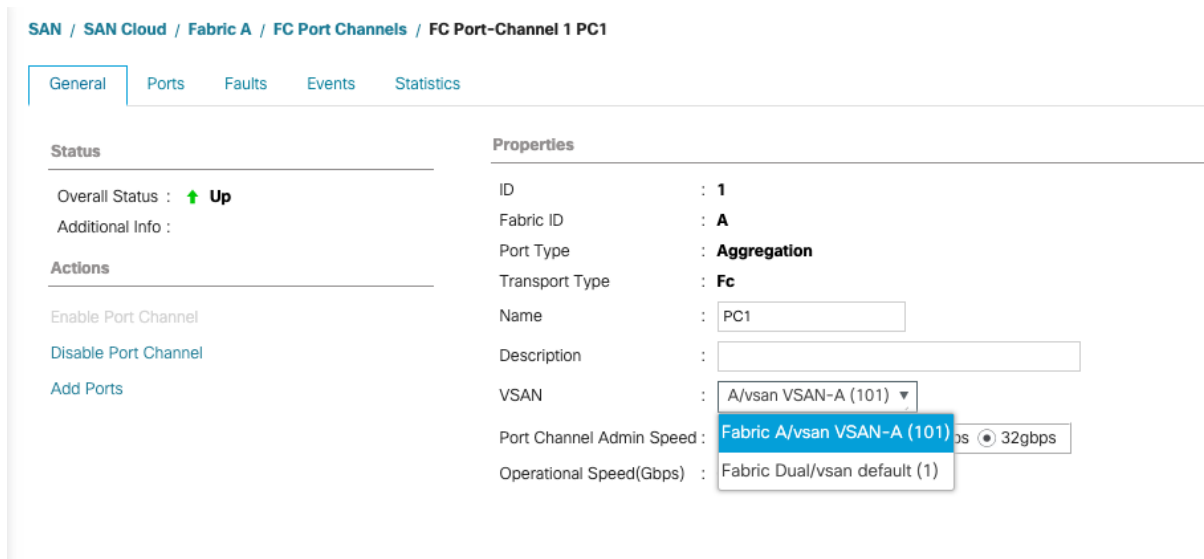 SAN / SAN Cloud / Fabric A / FC Port Channels / FC Port-Channel 1 PC1
General Ports Faults Events Statistics
Status
Overall Status : Up
Additional Info :
Actions
Enable Port Channel
Disable Port Channel
Add Ports
Properties
ID : 1
Fabric ID : A
Port Type : Aggregation
Transport Type : Fc
Name : PC1
Description :
VSAN : A/vsan VSAN-A (101)
Fabric A/vsan VSAN-A (101)
Fabric Dual/vsan default (1)
Port Channel Admin Speed : 32gbps
Operational Speed(Gbps) :